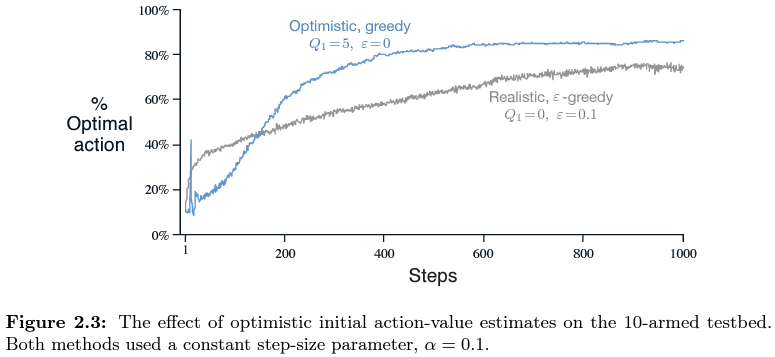 100%
80%
60%
40%
20%
0%
%
Optimal
action
Optimistic, greedy
Q₁ = 5, ε = 0
Realistic, ε-greedy
Q₁ = 0, ε = 0.1
1
200
400
600
800
1000
Steps
Figure 2.3: The effect of optimistic initial action-value estimates on the 10-armed testbed.
Both methods used a constant step-size parameter, α = 0.1.